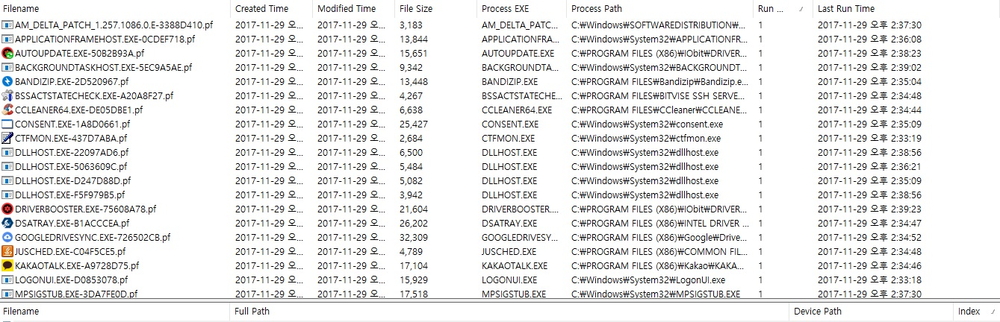 Filename Created Time Modified Time File Size Process EXE Process Path Run ... Last Run Time
AM_DELTA_PATCH_1.257.1086.0.E-3388D410.pf 2017-11-29 오... 2017-11-29 오... 3,183 AM_DELTA_PATC... C:₩Windows₩SOFTWAREDISTRIBUTION₩... 1 2017-11-29 오후 2:37:30
APPLICATIONFRAMEHOST.EXE-0CDEF718.pf 2017-11-29 오... 2017-11-29 오... 13,844 APPLICATIONFRA... C:₩Windows₩System32₩APPLICATIONFR... 1 2017-11-29 오후 2:36:08
AUTOUPDATE.EXE-50B2B93A.pf 2017-11-29 오... 2017-11-29 오... 15,651 AUTOUPDATE.EXE C:₩PROGRAM FILES (X86)₩IObit₩DRIVER... 1 2017-11-29 오후 2:38:23
BACKGROUNDTASKHOST.EXE-5EC9A5AE.pf 2017-11-29 오... 2017-11-29 오... 9,342 BACKGROUNDTA... C:₩Windows₩System32₩BACKGROUNDT... 1 2017-11-29 오후 2:39:02
BANDIZIP.EXE-2D520967.pf 2017-11-29 오... 2017-11-29 오... 13,448 BANDIZIP.EXE C:₩PROGRAM FILES₩Bandizip₩Bandizip.e... 1 2017-11-29 오후 2:35:04
BSSACTSTATECHECK.EXE-A20A8F27.pf 2017-11-29 오... 2017-11-29 오... 4,267 BSSACTSTATECHE... C:₩PROGRAM FILES₩BITVISE SSH SERVE... 1 2017-11-29 오후 2:34:48
CCLEANER64.EXE-DE05DBE1.pf 2017-11-29 오... 2017-11-29 오... 6,638 CCLEANER64.EXE C:₩PROGRAM FILES₩CCleaner₩CCLEANE... 1 2017-11-29 오후 2:34:44
CONSENT.EXE-1A8D0661.pf 2017-11-29 오... 2017-11-29 오... 25,427 CONSENT.EXE C:₩Windows₩System32₩consent.exe 1 2017-11-29 오후 2:35:09
CTFMON.EXE-437D7ABA.pf 2017-11-29 오... 2017-11-29 오... 2,684 CTFMON.EXE C:₩Windows₩System32₩ctfmon.exe 1 2017-11-29 오후 2:33:19
DLLHOST.EXE-22097AD6.pf 2017-11-29 오... 2017-11-29 오... 6,500 DLLHOST.EXE C:₩Windows₩System32₩dllhost.exe 1 2017-11-29 오후 2:38:56
DLLHOST.EXE-5063609C.pf 2017-11-29 오... 2017-11-29 오... 5,484 DLLHOST.EXE C:₩Windows₩System32₩dllhost.exe 1 2017-11-29 오후 2:36:21
DLLHOST.EXE-D247D88D.pf 2017-11-29 오... 2017-11-29 오... 5,082 DLLHOST.EXE C:₩Windows₩System32₩dllhost.exe 1 2017-11-29 오후 2:35:09
DLLHOST.EXE-F5F979B5.pf 2017-11-29 오... 2017-11-29 오... 3,942 DLLHOST.EXE C:₩Windows₩System32₩dllhost.exe 1 2017-11-29 오후 2:38:56
DRIVERBOOSTER.EXE-75608A78.pf 2017-11-29 오... 2017-11-29 오... 21,604 DRIVERBOOSTER.... C:₩PROGRAM FILES (X86)₩IObit₩DRIVER... 1 2017-11-29 오후 2:39:23
DSATRAY.EXE-B1ACCCEA.pf 2017-11-29 오... 2017-11-29 오... 26,202 DSATRAY.EXE C:₩PROGRAM FILES (X86)₩INTEL DRIVER ... 1 2017-11-29 오후 2:34:47
GOOGLEDRIVESYNC.EXE-726502CB.pf 2017-11-29 오... 2017-11-29 오... 32,309 GOOGLEDRIVESY... C:₩PROGRAM FILES (X86)₩Google₩Drive... 1 2017-11-29 오후 2:34:52
JUSCHED.EXE-C04F5CE5.pf 2017-11-29 오... 2017-11-29 오... 4,789 JUSCHED.EXE C:₩PROGRAM FILES (X86)₩COMMON FIL... 1 2017-11-29 오후 2:34:48
KAKAOTALK.EXE-A9728D75.pf 2017-11-29 오... 2017-11-29 오... 17,104 KAKAOTALK.EXE C:₩PROGRAM FILES (X86)₩Kakao₩KAKA... 1 2017-11-29 오후 2:34:46
LOGONUI.EXE-D0853078.pf 2017-11-29 오... 2017-11-29 오... 15,929 LOGONUI.EXE C:₩Windows₩System32₩LogonUI.exe 1 2017-11-29 오후 2:33:18
MPSIGSTUB.EXE-3DA7FE0D.pf 2017-11-29 오... 2017-11-29 오... 17,518 MPSIGSTUB.EXE C:₩Windows₩System32₩MPSIGSTUB.EXE 1 2017-11-29 오후 2:37:30
Filename Full Path Device Path Index